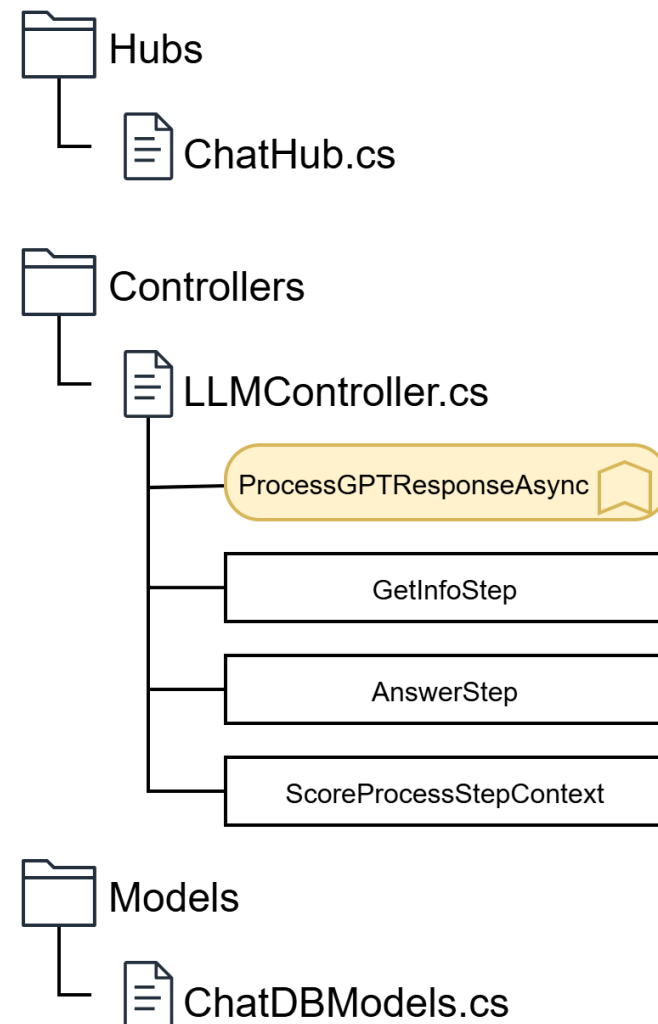 Hubs
ChatHub.cs
Controllers
LLMController.cs
ProcessGPTResponseAsync
GetInfoStep
AnswerStep
ScoreProcessStepContext
Models
ChatDBModels.cs